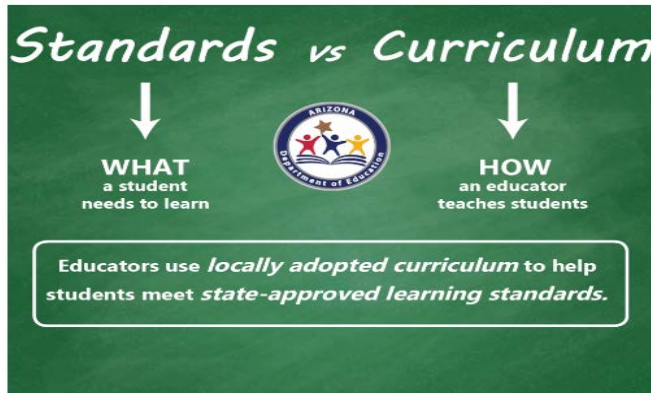 Standards vs Curriculum
ARIZONA
Department of Education
WHAT
a student
needs to learn
HOW
an educator
teaches students
Educators use locally adopted curriculum to help
students meet state-approved learning standards.